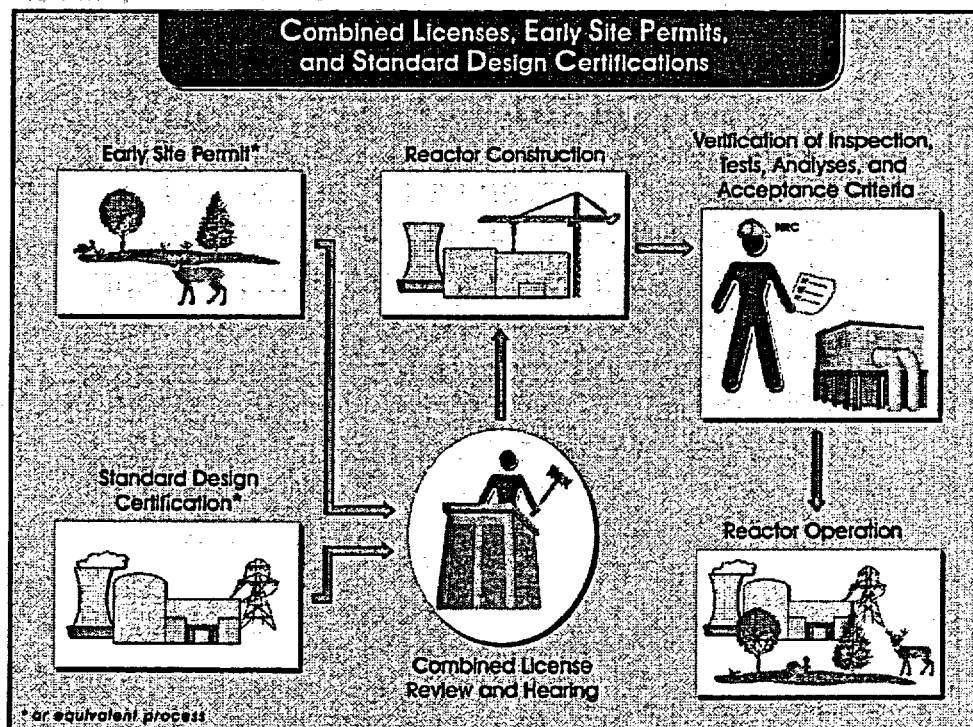 Combined Licenses, Early Site Permits,
and Standard Design Certifications
Early Site Permit*
Reactor Construction
Verification of Inspection,
Tests, Analyses, and
Acceptance Criteria
NRC
Standard Design
Certification*
Combined License
Review and Hearing
Reactor Operation
* or equivalent process